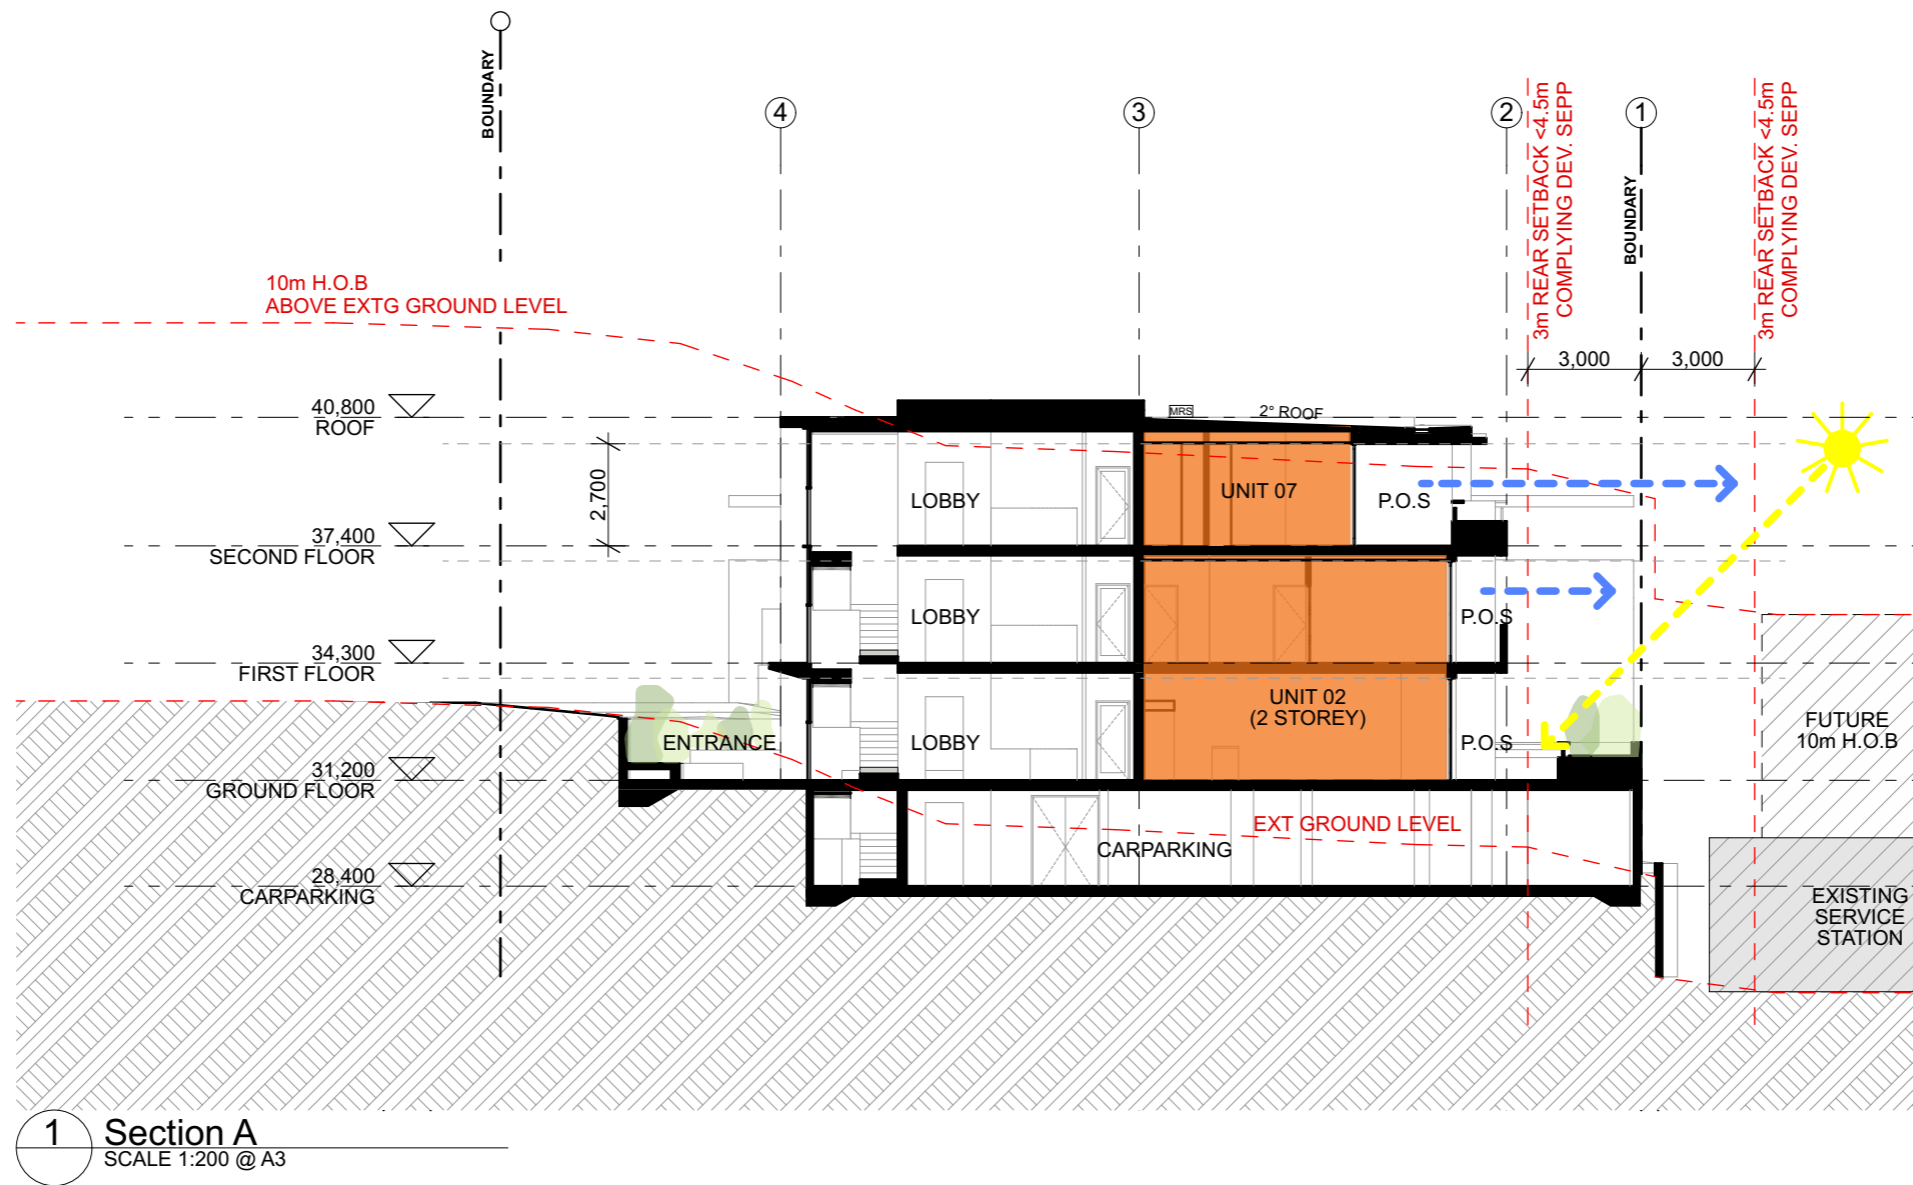 BOUNDARY
4
3
2
1
3m REAR SETBACK <4.5m
COMPLYING DEV. SEPP
BOUNDARY
3m REAR SETBACK <4.5m
COMPLYING DEV. SEPP
10m H.O.B
ABOVE EXTG GROUND LEVEL
3,000
3,000
40,800
ROOF
MRS
2° ROOF
2,700
LOBBY
UNIT 07
P.O.S
37,400
SECOND FLOOR
LOBBY
P.O.S
34,300
FIRST FLOOR
UNIT 02
(2 STOREY)
ENTRANCE
LOBBY
P.O.S
FUTURE
10m H.O.B
31,200
GROUND FLOOR
EXT GROUND LEVEL
CARPARKING
28,400
CARPARKING
EXISTING
SERVICE
STATION
1
Section A
SCALE 1:200 @ A3